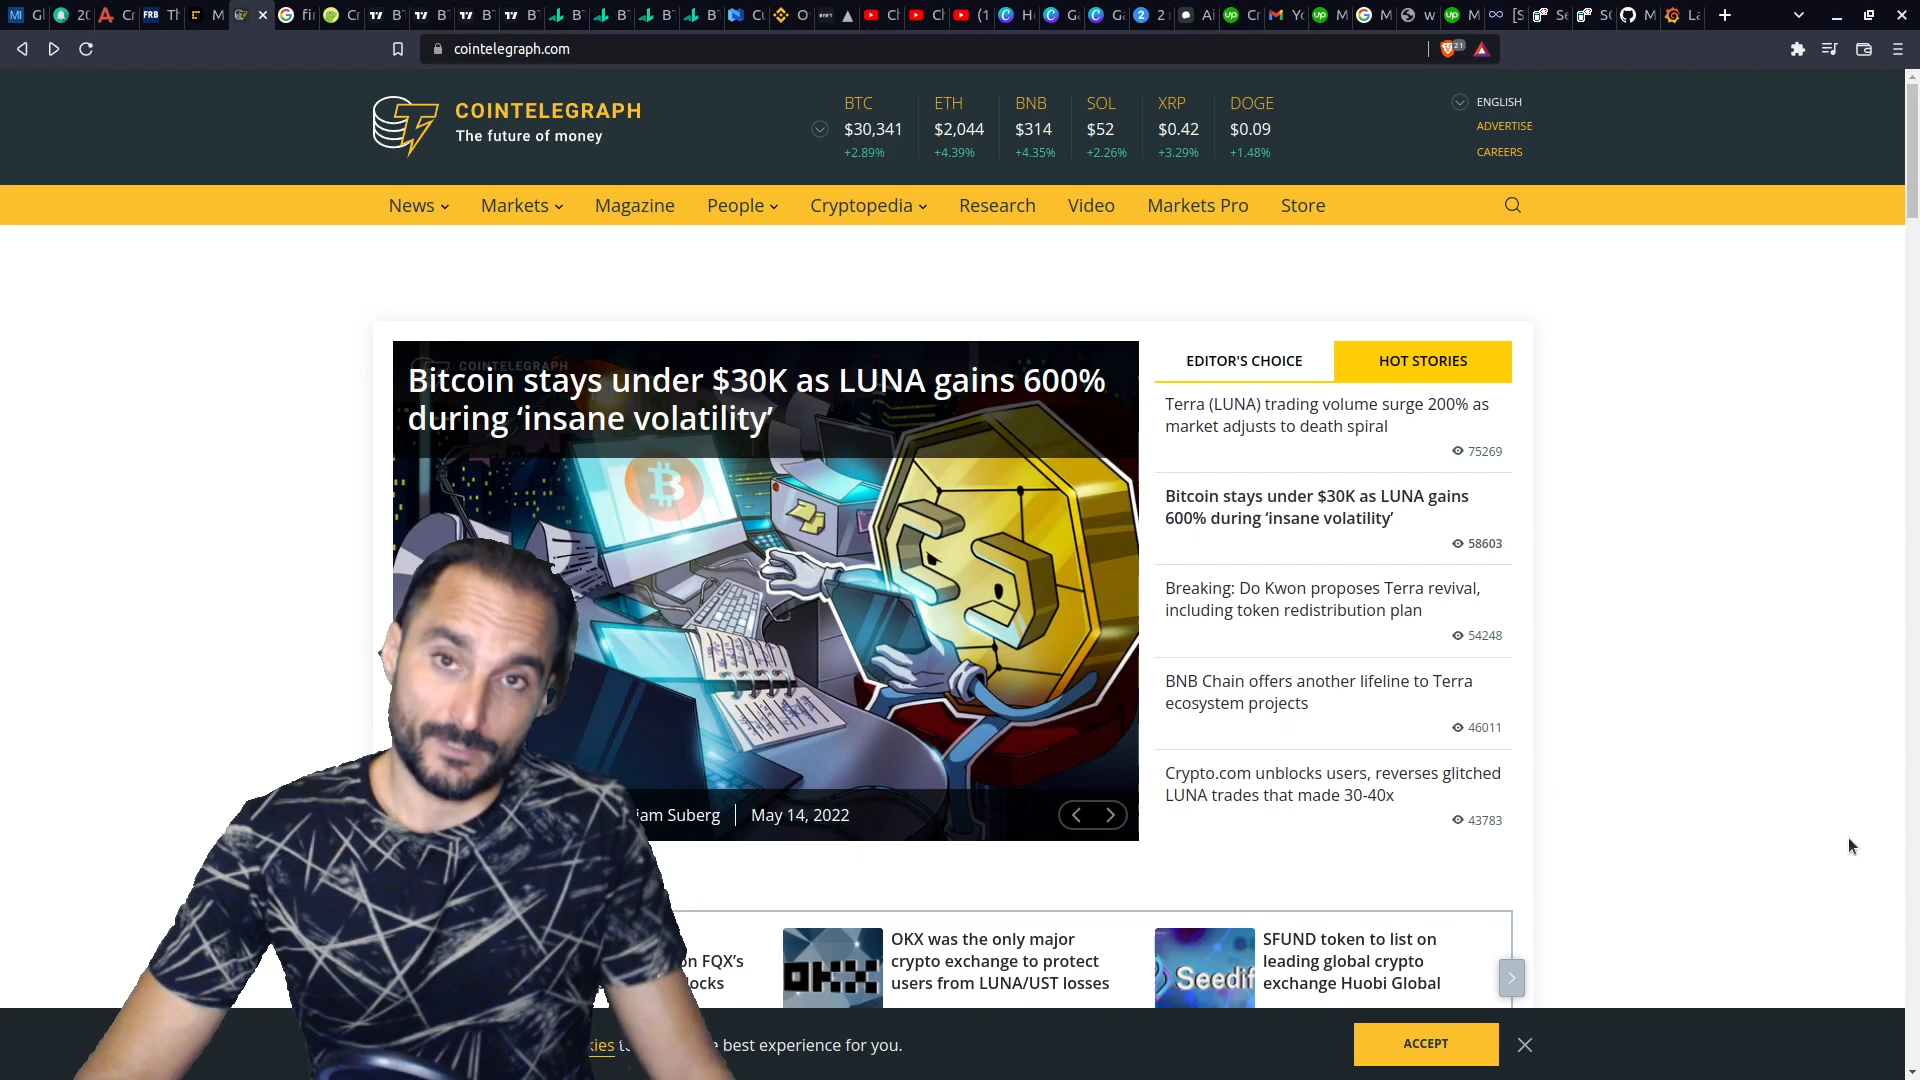 cointelegraph.com
21
COINTELEGRAPH
The future of money
BTC
$30,341
+2.89%
ETH
$2,044
+4.39%
BNB
$314
+4.35%
SOL
$52
+2.26%
XRP
$0.42
+3.29%
DOGE
$0.09
+1.48%
ENGLISH
ADVERTISE
CAREERS
News
Markets
Magazine
People
Cryptopedia
Research
Video
Markets Pro
Store
COINTELEGRAPH
Bitcoin stays under $30K as LUNA gains 600%
during ‘insane volatility’
iam Suberg
May 14, 2022
EDITOR'S CHOICE
HOT STORIES
Terra (LUNA) trading volume surge 200% as
market adjusts to death spiral
75269
Bitcoin stays under $30K as LUNA gains
600% during ‘insane volatility’
58603
Breaking: Do Kwon proposes Terra revival,
including token redistribution plan
54248
BNB Chain offers another lifeline to Terra
ecosystem projects
46011
Crypto.com unblocks users, reverses glitched
LUNA trades that made 30-40x
43783
on FQX’s
locks
OKX
OKX was the only major
crypto exchange to protect
users from LUNA/UST losses
Seedif
SFUND token to list on
leading global crypto
exchange Huobi Global
kies
best experience for you.
ACCEPT